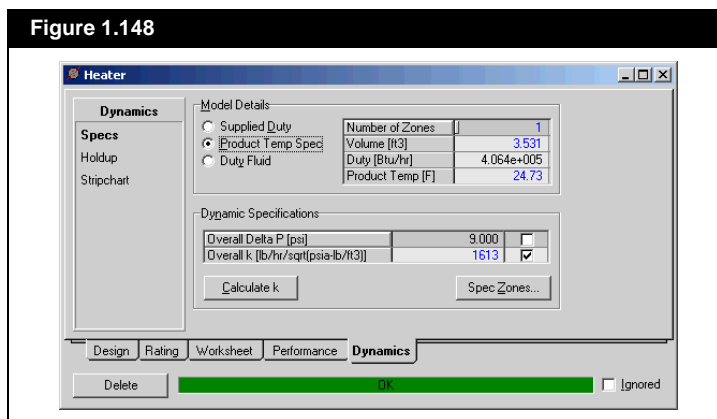 Figure 1.148
Heater
Dynamics
Specs
Holdup
Stripchart
Model Details
Supplied Duty
Product Temp Spec
Duty Fluid
Number of Zones 1
Volume [ft3] 3.531
Duty [Btu/hr] 4.064e+005
Product Temp [F] 24.73
Dynamic Specifications
Overall Delta P [psi] 9.000
Overall k [lb/hr/sqrt(psia-lb/ft3)] 1613
Calculate k Spec Zones...
Design Rating Worksheet Performance Dynamics
Delete OK Ignored